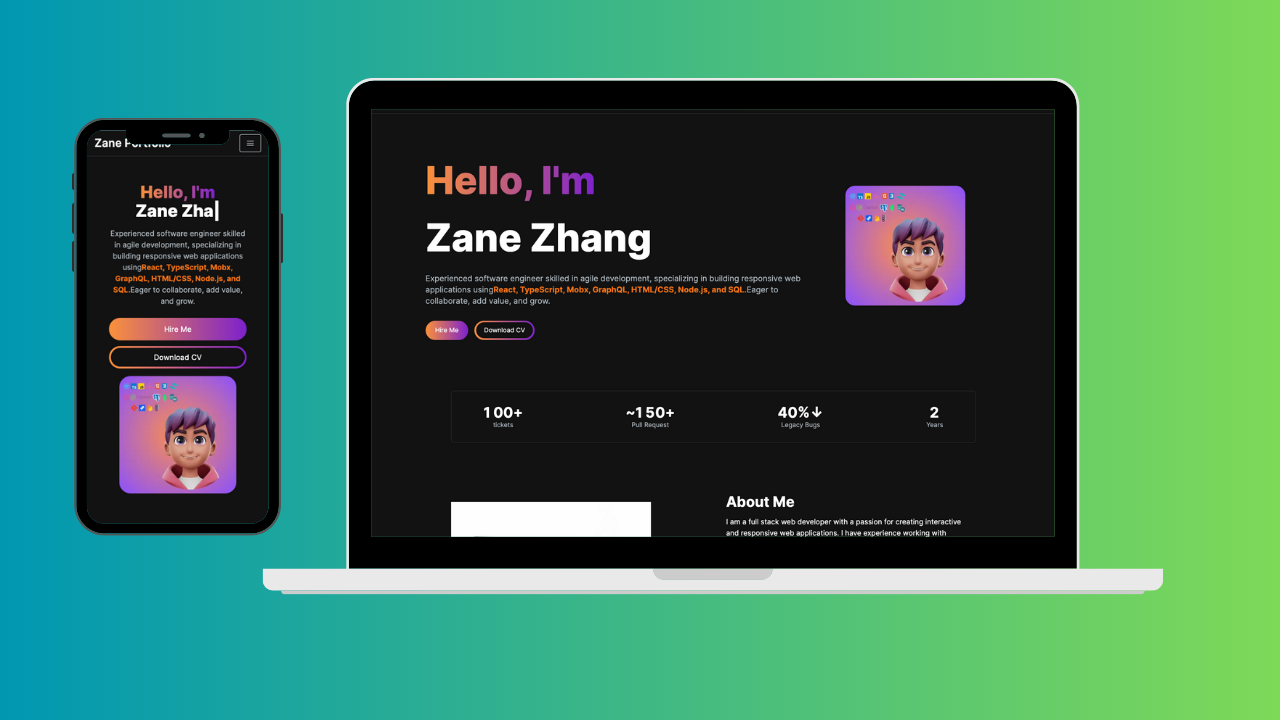 Zane Portfolio
Hello, I'm
Zane Zha
Experienced software engineer skilled
in agile development, specializing in
building responsive web applications
usingReact, TypeScript, Mobx,
GraphQL, HTML/CSS, Node.js, and
SQL.Eager to collaborate, add value,
and grow.
Hire Me
Download CV
Hello, I'm
Zane Zhang
Experienced software engineer skilled in agile development, specializing in building responsive web
applications usingReact, TypeScript, Mobx, GraphQL, HTML/CSS, Node.js, and SQL.Eager to
collaborate, add value, and grow.
Hire Me
Download CV
100+
tickets
~150+
Pull Request
40%↓
Legacy Bugs
2
Years
About Me
I am a full stack web developer with a passion for creating interactive
and responsive web applications. I have experience working with